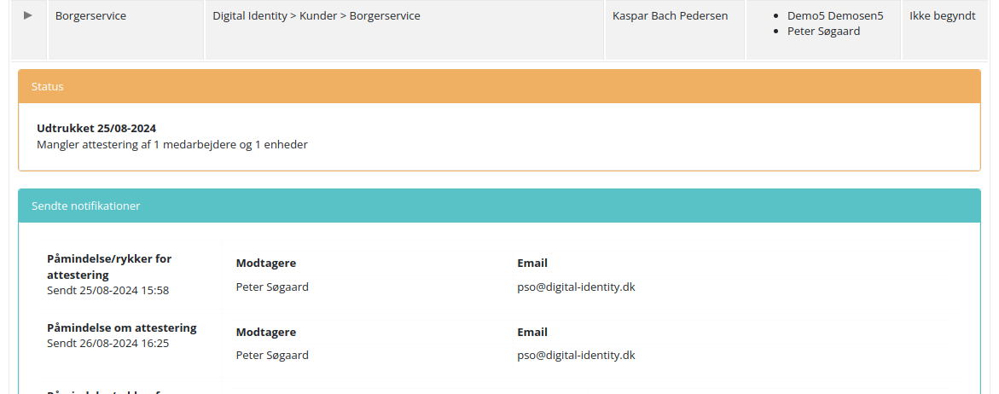 Borgerservice Digital Identity > Kunder > Borgerservice Kaspar Bach Pedersen • Demo5 Demosen5 Ikke begyndt
• Peter Søgaard
Status
Udtrukket 25/08-2024
Mangler attestering af 1 medarbejdere og 1 enheder
Sendte notifikationer
Påmindelse/rykker for
attestering
Sendt 25/08-2024 15:58
Modtagere Email
Peter Søgaard pso@digital-identity.dk
Påmindelse om attestering
Sendt 26/08-2024 16:25
Modtagere Email
Peter Søgaard pso@digital-identity.dk